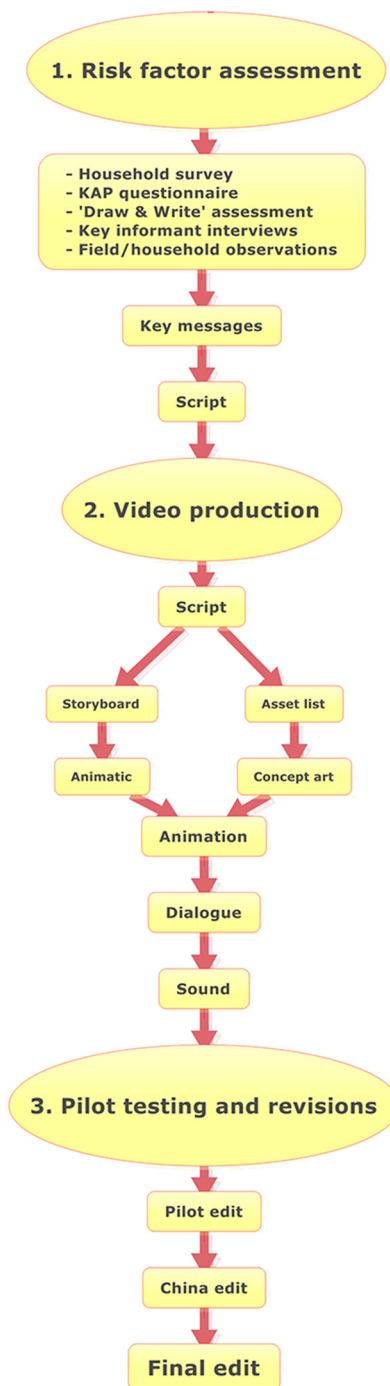 1. Risk factor assessment
- Household survey
- KAP questionnaire
- 'Draw & Write' assessment
- Key informant interviews
- Field/household observations
Key messages
Script
2. Video production
Script
Storyboard
Asset list
Animatic
Concept art
Animation
Dialogue
Sound
3. Pilot testing and revisions
Pilot edit
China edit
Final edit